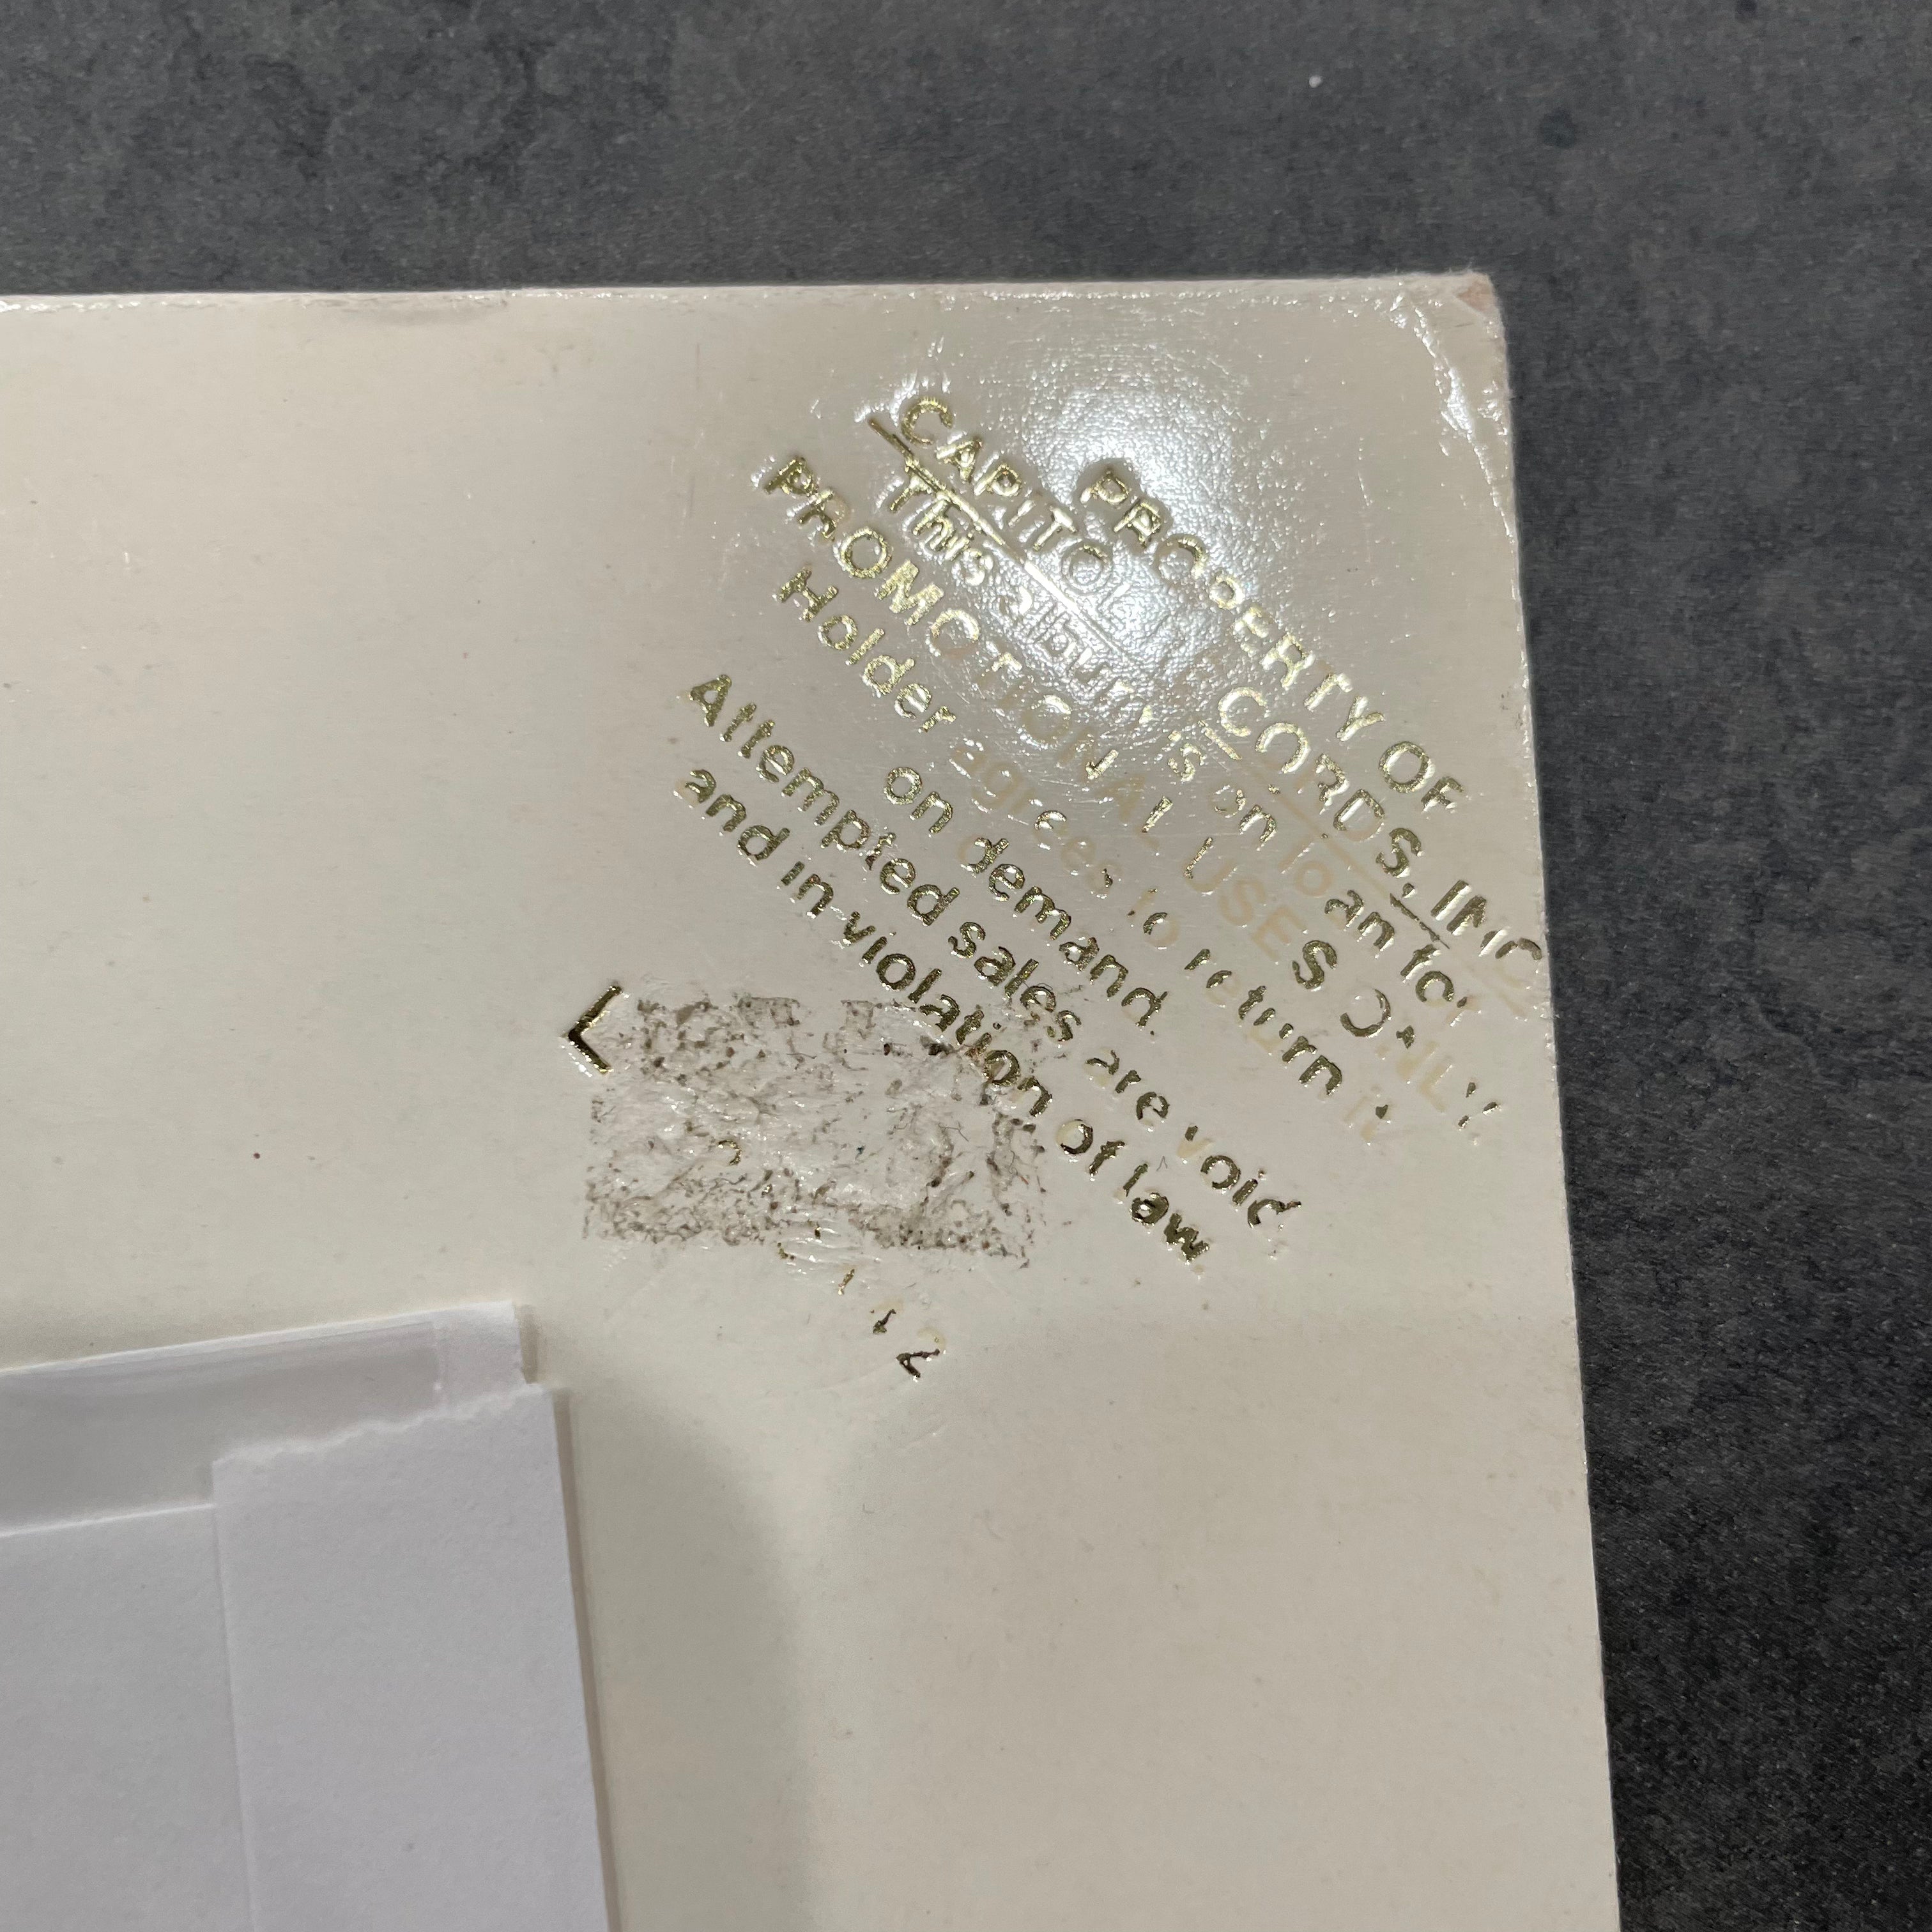 PROPERTY OF
CAPITOL RECORDS, INC.
This album is on loan for
PROMOTIONAL USES ONLY.
Holder agrees to return it
on demand.
Attempted sales are void,
and in violation of law.
L
12